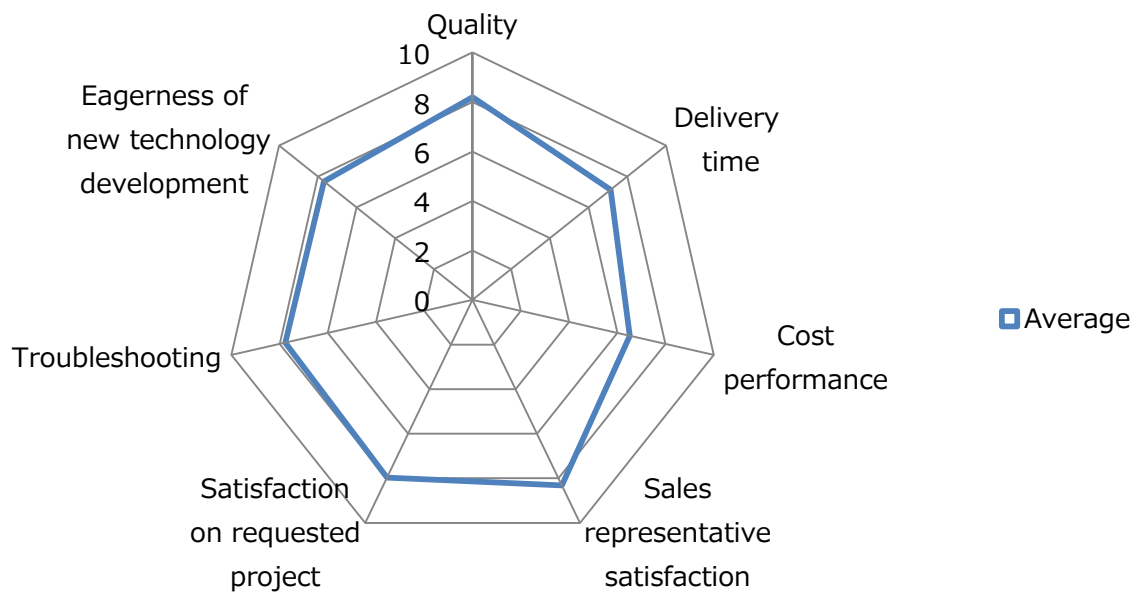 Quality
10
8
6
4
2
0
Delivery
time
Cost
performance
Sales
representative
satisfaction
Satisfaction
on requested
project
Troubleshooting
Eagerness of
new technology
development
Average